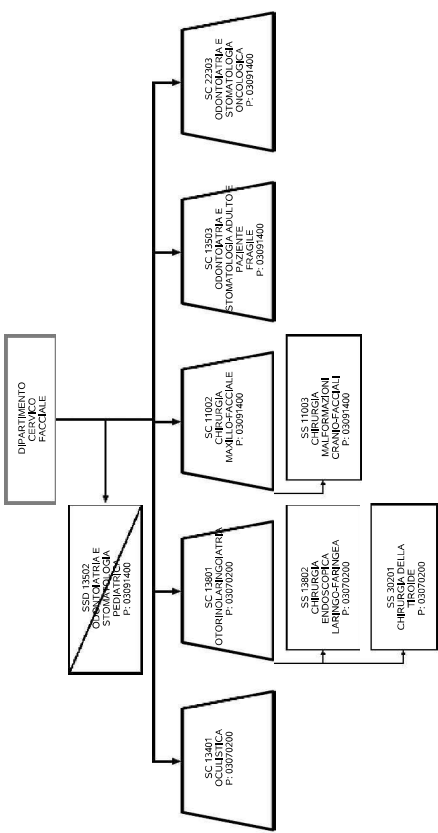 DIPARTIMENTO
CERVICO
FACCIALE
SSD 13502
ODONTOIATRIA E
STOMATOLOGIA
PEDIATRICA
P: 03091400
SC 13401
OCULISTICA
P: 03070200
SC 13801
OTORINOLARINGOIATRIA
P: 03070200
SC 11002
CHIRURGIA
MAXILLO-FACCIALE
P: 03091400
SC 13503
ODONTOIATRIA E
STOMATOLOGIA ADULTO E
PAZIENTE
FRAGILE
P: 03091400
SC 22303
ODONTOIATRIA E
STOMATOLOGIA
ONCOLOGICA
P: 03091400
SS 13802
CHIRURGIA
ENDOSCOPICA
LARINGO-FARINGEA
P: 03070200
SS 11003
CHIRURGIA
MALFORMAZIONI
CRANIO-FACCIALI
P: 03091400
SS 30201
CHIRURGIA DELLA
TIROIDE
P: 03070200